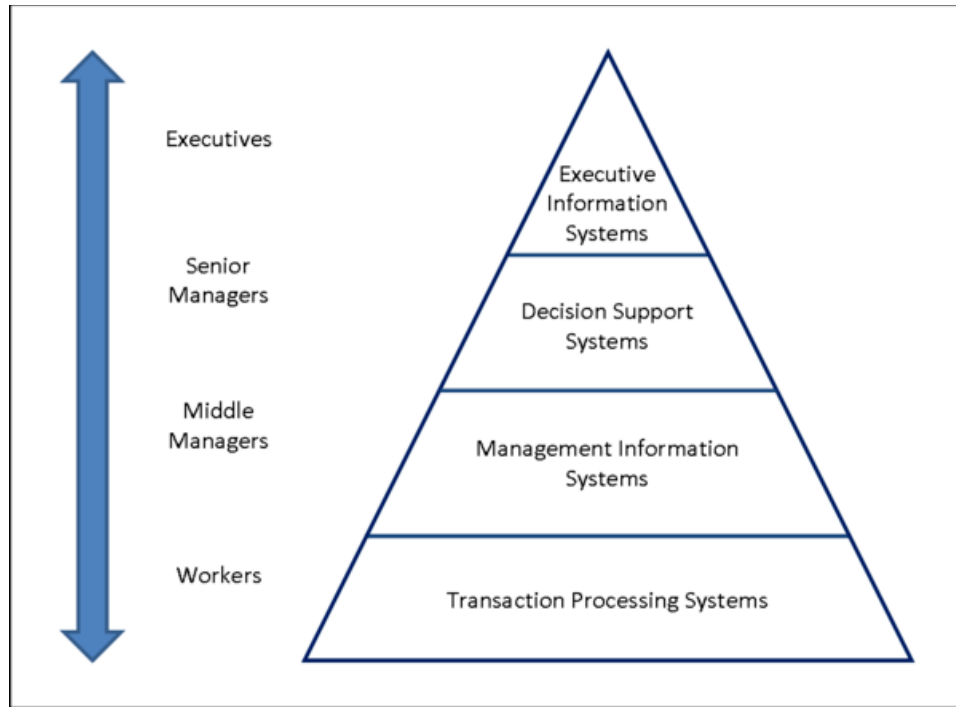 Executives
Executive
Information
Systems
Senior
Managers
Decision Support
Systems
Middle
Managers
Management Information
Systems
Workers
Transaction Processing Systems